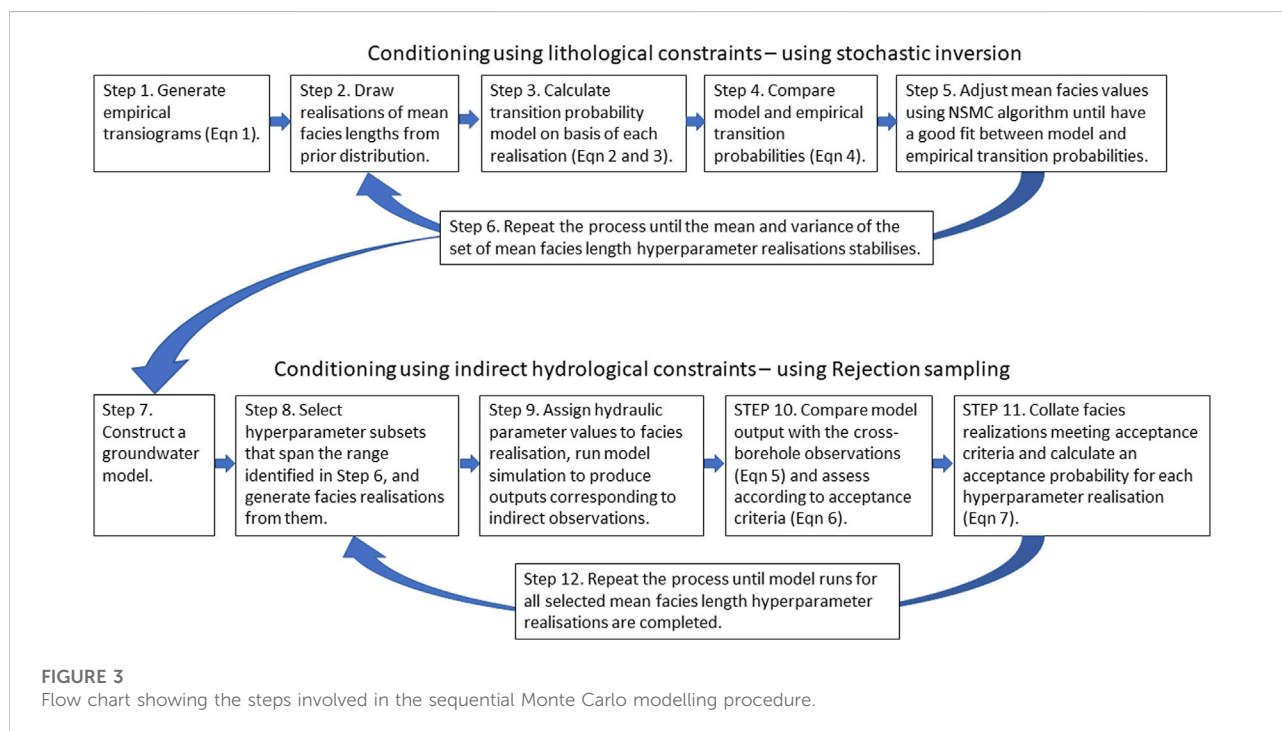 Conditioning using lithological constraints – using stochastic inversion
Step 1. Generate
empirical
transiograms (Eqn 1).
Step 2. Draw
realisations of mean
facies lengths from
prior distribution.
Step 3. Calculate
transition probability
model on basis of each
realisation (Eqn 2 and 3).
Step 4. Compare
model and empirical
transition
probabilities (Eqn 4).
Step 5. Adjust mean facies values
using NSMC algorithm until have
a good fit between model and
empirical transition probabilities.
Step 6. Repeat the process until the mean and variance of the
set of mean facies length hyperparameter realisations stabilises.
Conditioning using indirect hydrological constraints – using Rejection sampling
Step 7.
Construct a
groundwater
model.
Step 8. Select
hyperparameter subsets
that span the range
identified in Step 6, and
generate facies realisations
from them.
Step 9. Assign hydraulic
parameter values to facies
realisation, run model
simulation to produce
outputs corresponding to
indirect observations.
STEP 10. Compare model
output with the cross-
borehole observations
(Eqn 5) and assess
according to acceptance
criteria (Eqn 6).
STEP 11. Collate facies
realizations meeting acceptance
criteria and calculate an
acceptance probability for each
hyperparameter realisation
(Eqn 7).
Step 12. Repeat the process until model runs for
all selected mean facies length hyperparameter
realisations are completed.
FIGURE 3
Flow chart showing the steps involved in the sequential Monte Carlo modelling procedure.